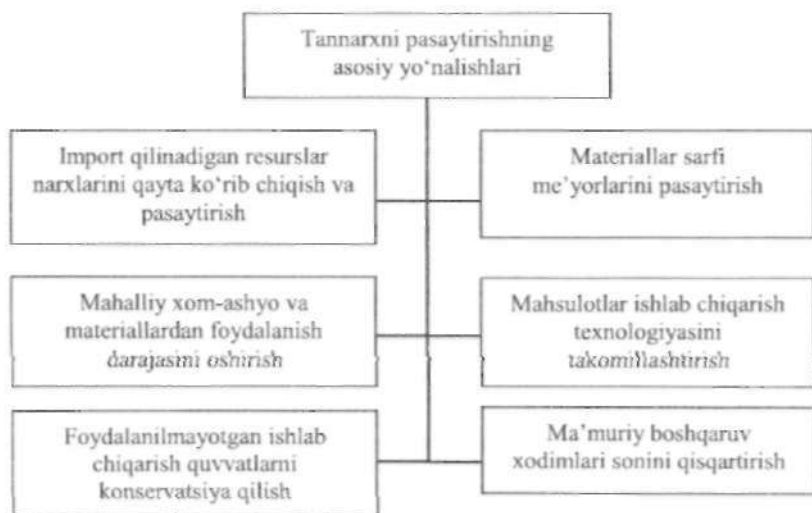 Tannarxni pasaytirishning
asosiy yo‘nalishlari
Import qilinadigan resurslar
narxlarini qayta ko‘rib chiqish va
pasaytirish
Materiallar sarfi
me’yorlarini pasaytirish
Mahalliy xom-ashyo va
materiallardan foydalanish
darajasini oshirish
Mahsulotlar ishlab chiqarish
texnologiyasini
takomillashtirish
Foydalanilmayotgan ishlab
chiqarish quvvatlarni
konservatsiya qilish
Ma’muriy boshqaruv
xodimlari sonini qisqartirish